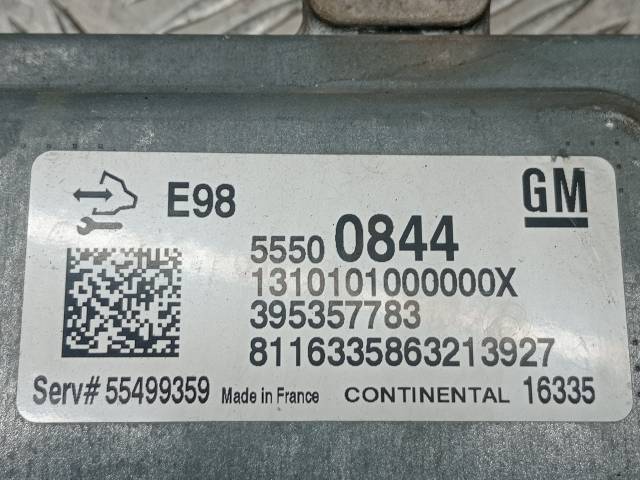 E98
GM
5550 0844
1310101000000X
395357783
8116335863213927
Serv# 55499359 Made in France CONTINENTAL 16335